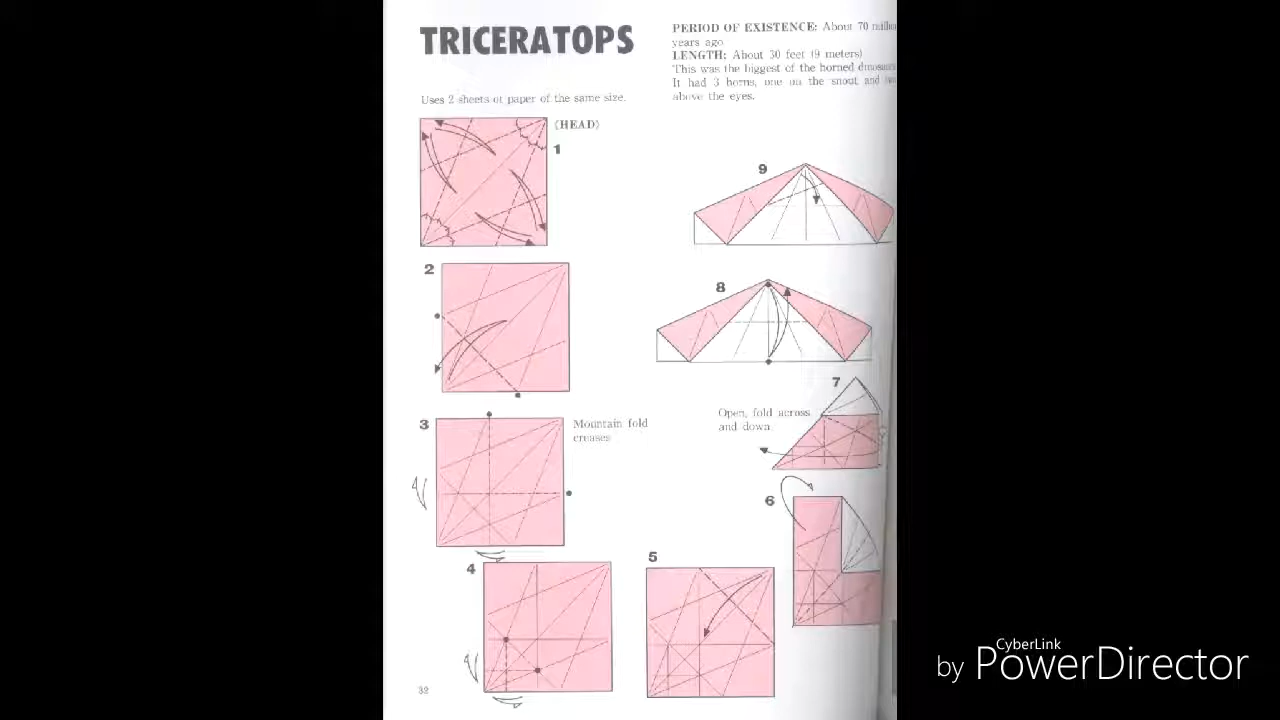 TRICERATOPS
Uses 2 sheets of paper of the same size.
PERIOD OF EXISTENCE: About 70
years ago
LENGTH: About 30 feet (9 meters)
This was the biggest of the horned
It had 3 horns, one on the snout and
above the eyes.
(HEAD)
1
2
3
Mountain fold
creases
4
5
6
7
Open, fold across
and down.
8
9
32
CyberLink
by PowerDirector